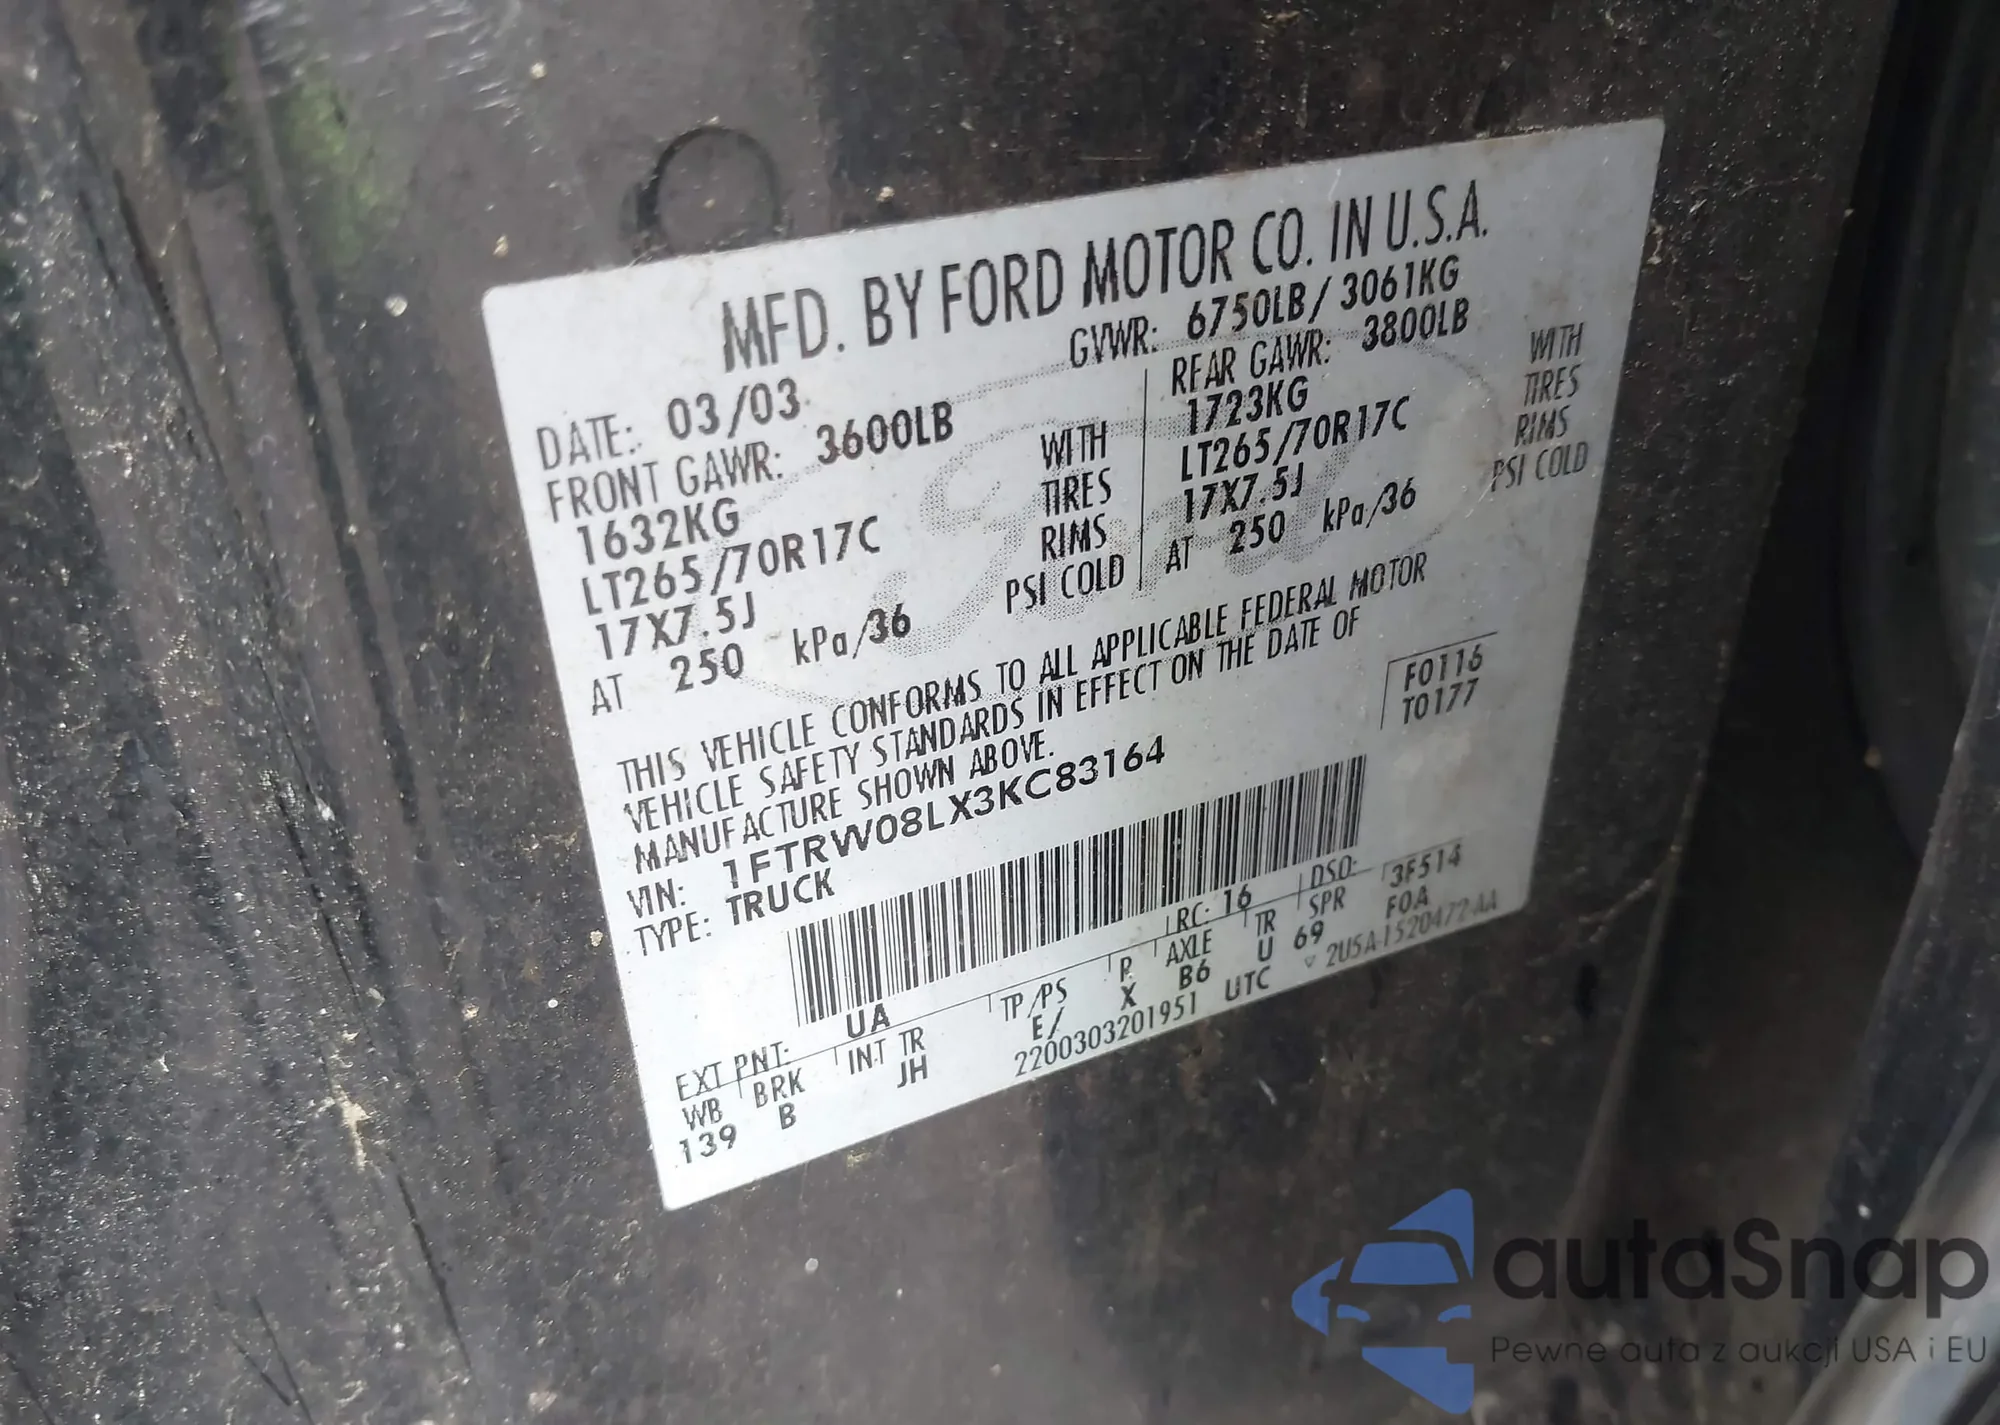 MFD. BY FORD MOTOR CO. IN U.S.A.
DATE: 03/03 GVWR: 6750LB/ 3061KG
FRONT GAWR: 3600LB REAR GAWR: 3800LB
1632KG WITH 1723KG WITH
LT265/70R17C TIRES LT265/70R17C TIRES
17X7.5J RIMS 17X7.5J RIMS
AT 250 kPa/36 PSI COLD AT 250 kPa/36 PSI COLD
THIS VEHICLE CONFORMS TO ALL APPLICABLE FEDERAL MOTOR
VEHICLE SAFETY STANDARDS IN EFFECT ON THE DATE OF
MANUFACTURE SHOWN ABOVE.
F0116
T0177
VIN: 1FTRW08LX3KC83164
TYPE: TRUCK
EXT PNT: UA RC: 16 DSO: 3F514
WB BRK INT TR TP/PS R AXLE TR SPR F0A
139 B JH E/ X B6 U 69
2200303201951 UTC ▽ 2U5A-1520472-AA
Ford
autaSnap
Pewne auta z aukcji USA i EU